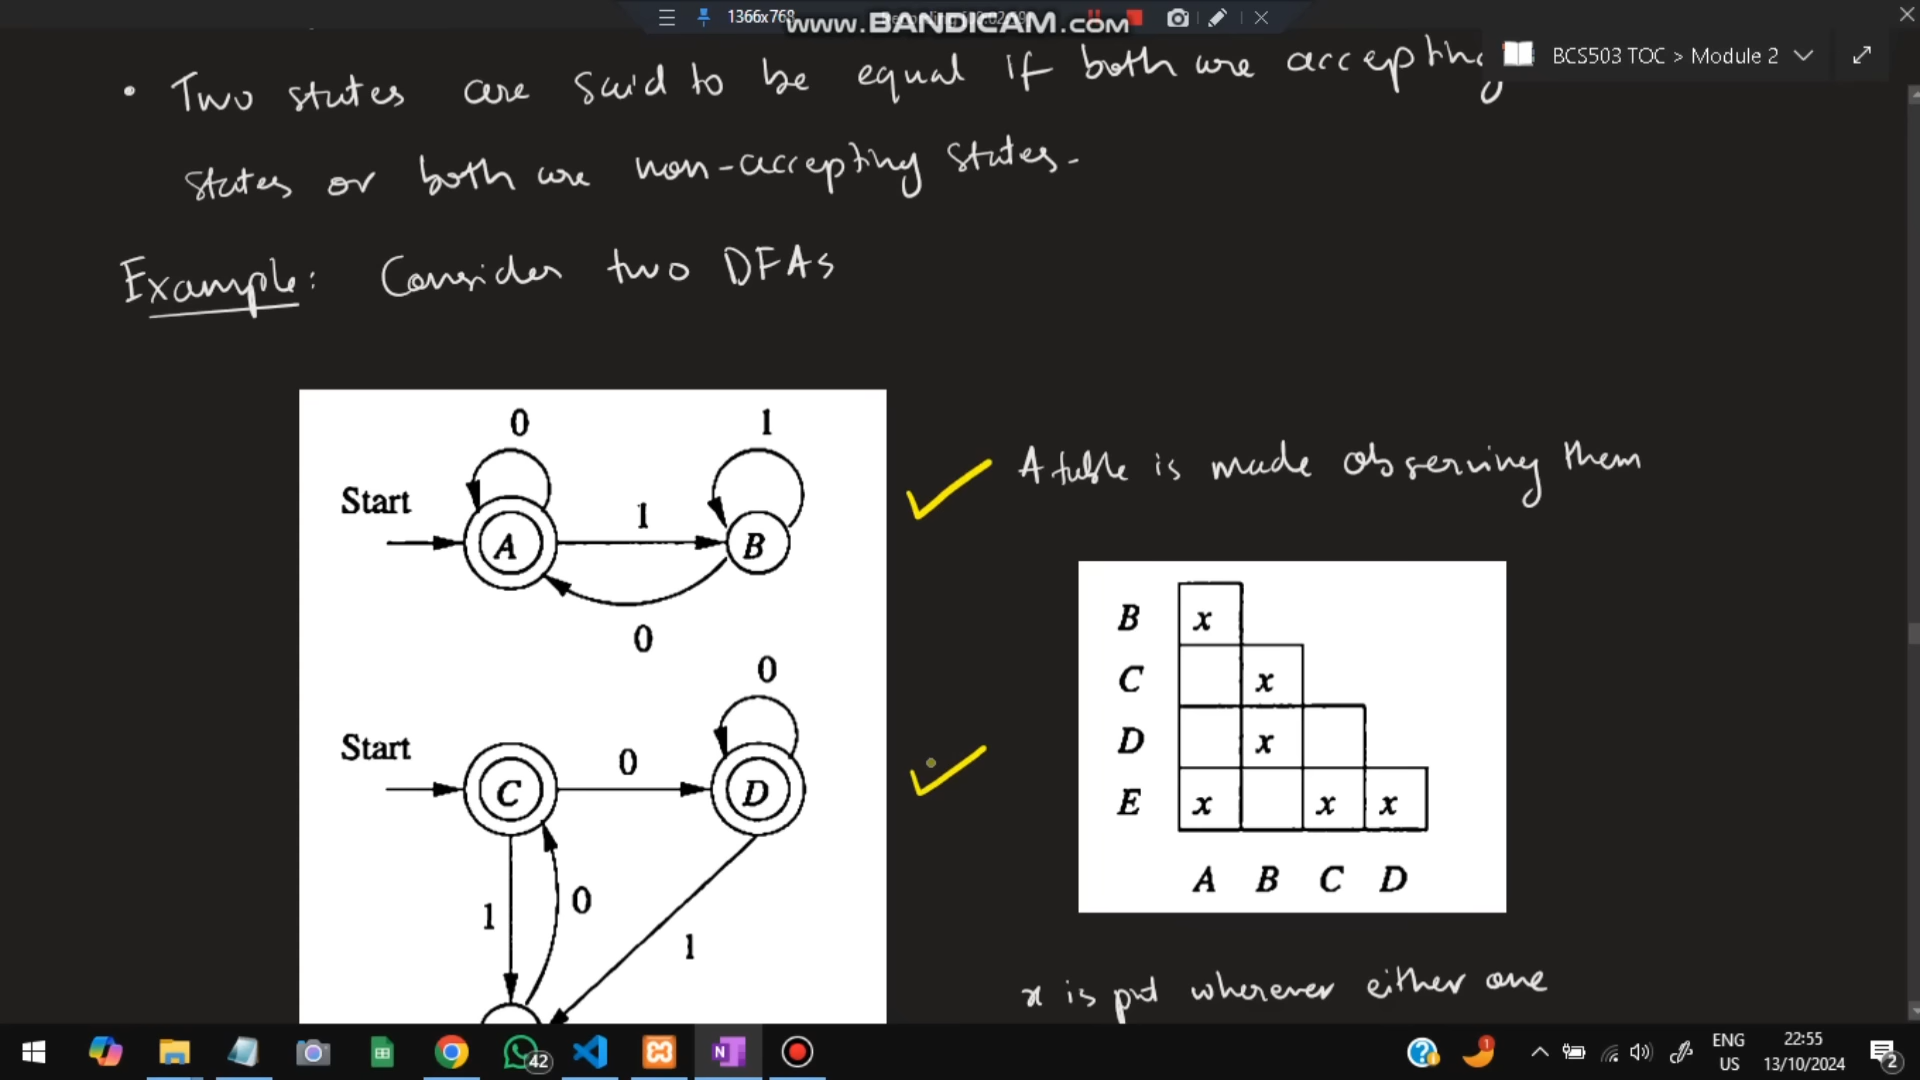 1366x768
www.BANDICAM.com
BCS503 TOC > Module 2
• Two states are said to be equal if both are accepting
states or both are non-accepting states.
Example: Consider two DFAs
0
1
Start
A
1
B
0
0
Start
C
0
D
1
0
1
A table is made observing them
B x
C x
D x
E x x x
A B C D
x is put wherever either one
42
1
ENG
US
22:55
13/10/2024
2